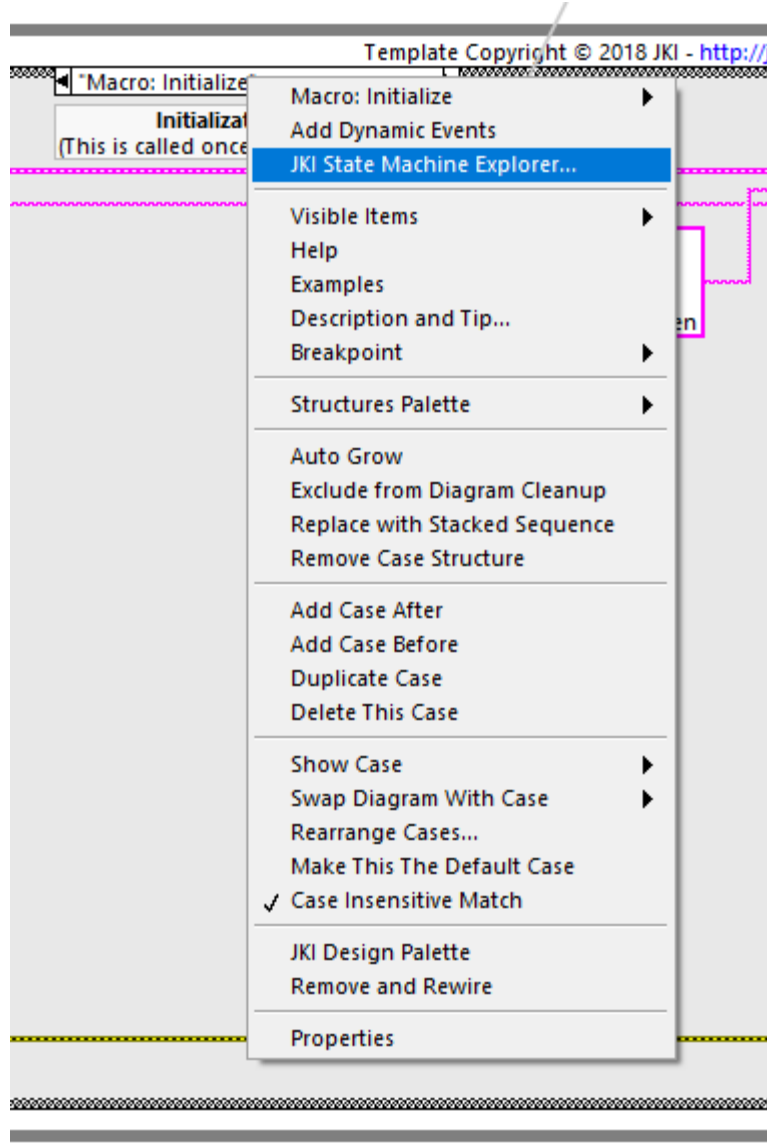 Template Copyright © 2018 JKI - http://
"Macro: Initialize"
Initializat
(This is called once
Macro: Initialize
Add Dynamic Events
JKI State Machine Explorer...
Visible Items
Help
Examples
Description and Tip...
Breakpoint
en
Structures Palette
Auto Grow
Exclude from Diagram Cleanup
Replace with Stacked Sequence
Remove Case Structure
Add Case After
Add Case Before
Duplicate Case
Delete This Case
Show Case
Swap Diagram With Case
Rearrange Cases...
Make This The Default Case
✓ Case Insensitive Match
JKI Design Palette
Remove and Rewire
Properties